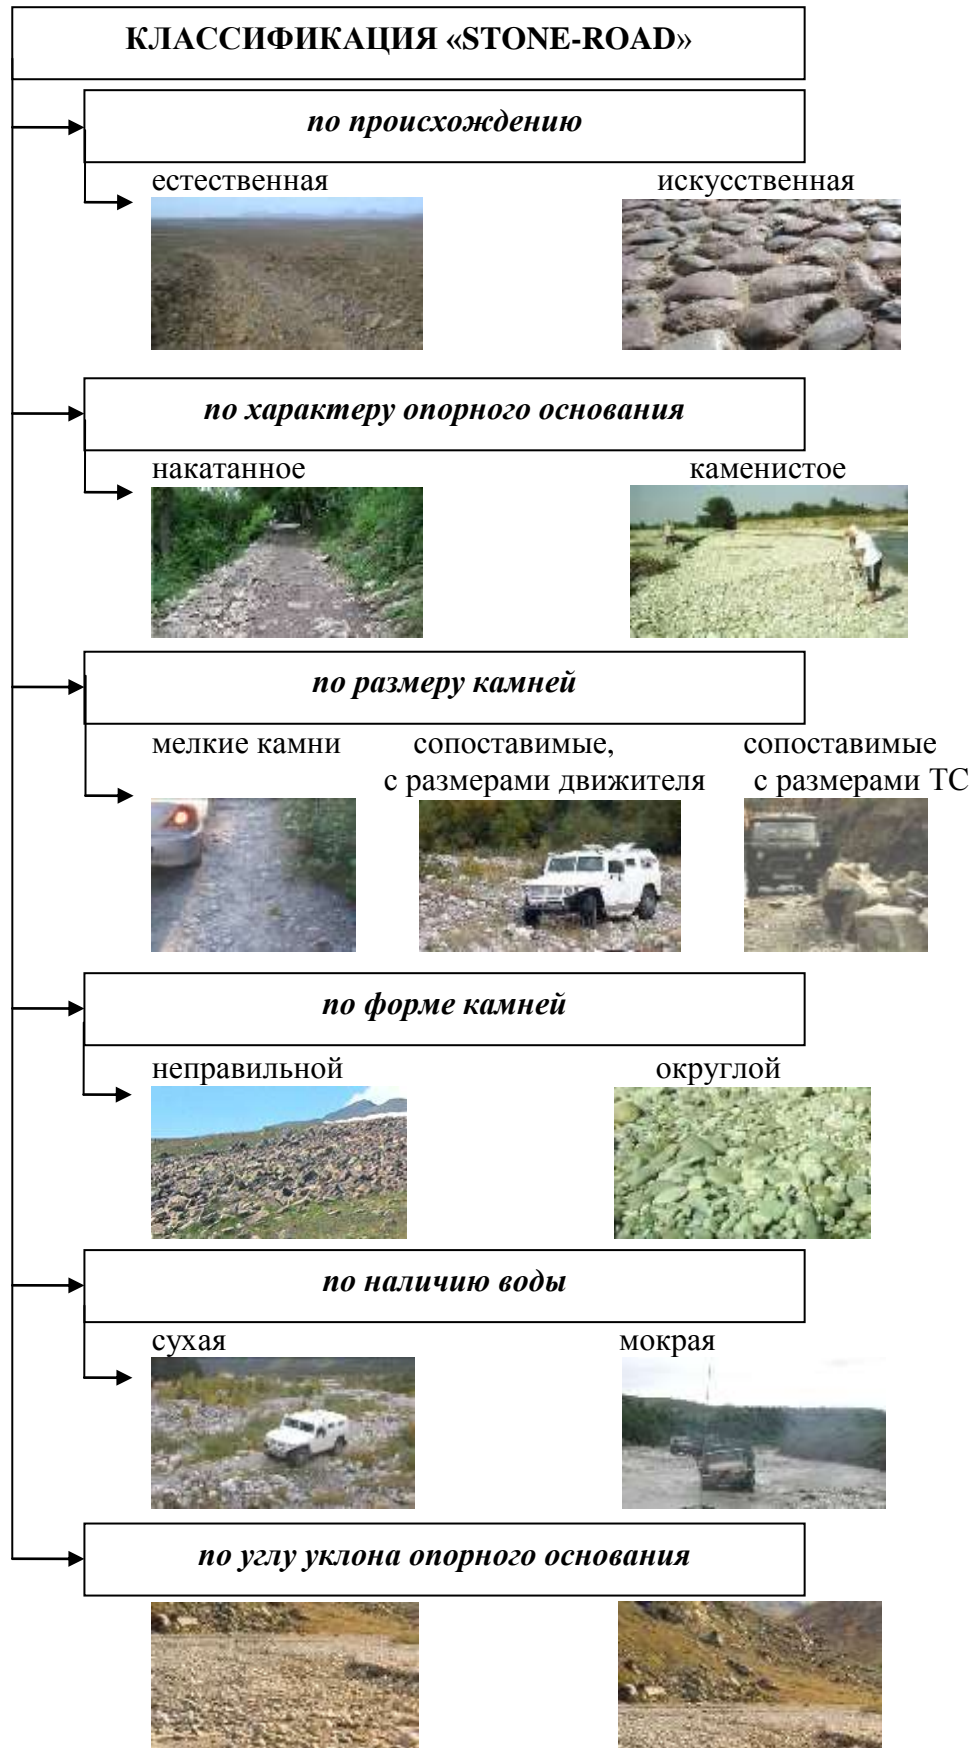 КЛАССИФИКАЦИЯ «STONE-ROAD»
по происхождению
естественная искусственная
по характеру опорного основания
накатанное каменистое
по размеру камней
мелкие камни сопоставимые, сопоставимые
с размерами движителя с размерами ТС
по форме камней
неправильной округлой
по наличию воды
сухая мокрая
по углу уклона опорного основания